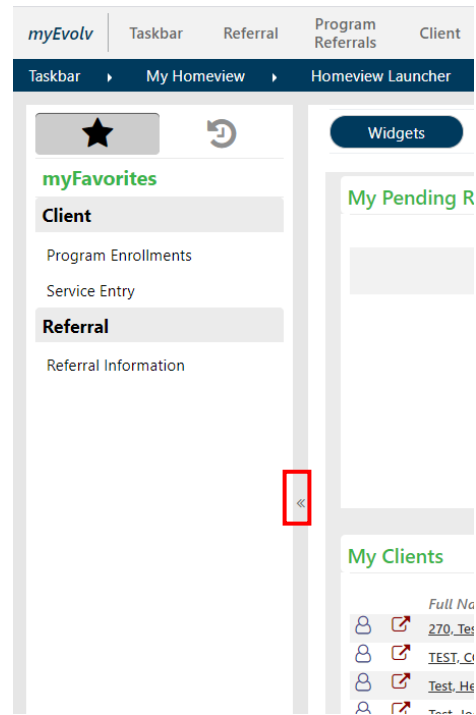 myEvolv Taskbar Referral Program Referrals Client
Taskbar My Homeview Homeview Launcher
Widgets
myFavorites
Client
Program Enrollments
Service Entry
Referral
Referral Information
«
My Pending R
My Clients
Full Na
270, Tes
TEST, C
Test, He